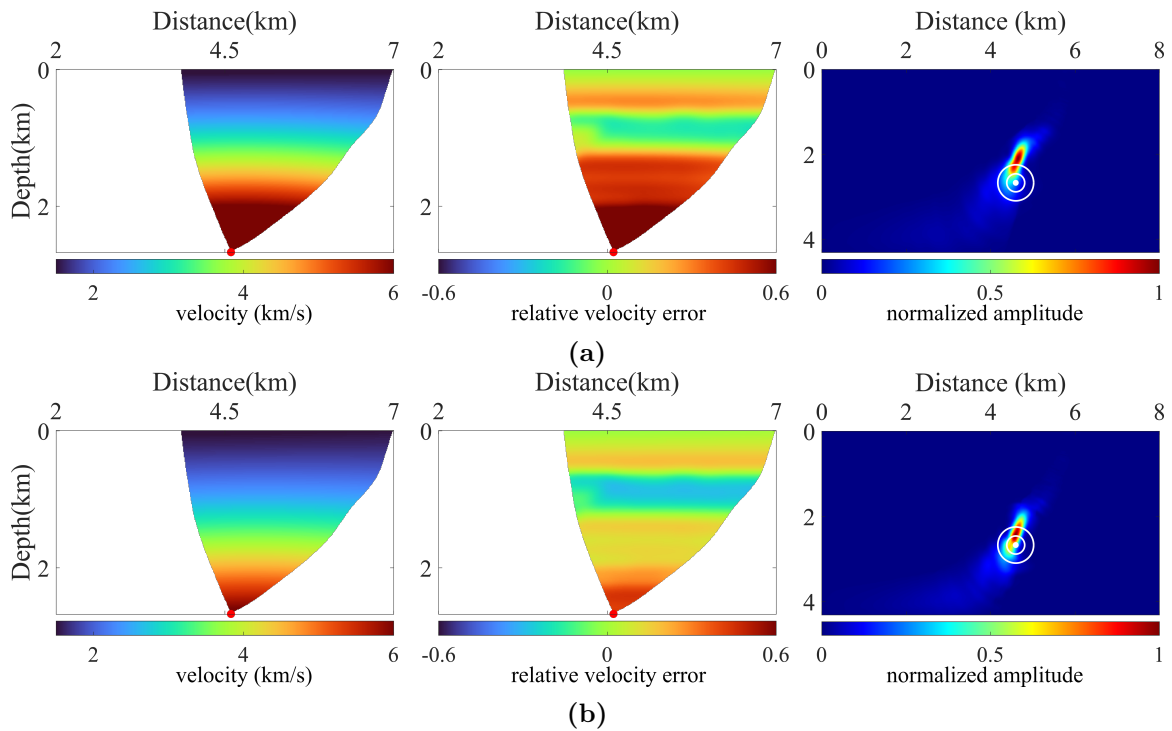 Distance(km) Distance(km) Distance (km)
2 4.5 7 2 4.5 7 0 2 4 6 8
Depth(km)
0 0 0
2 2 2
4
2 4 6 -0.6 0 0.6 0 0.5 1
velocity (km/s) relative velocity error normalized amplitude
(a)
Distance(km) Distance(km) Distance (km)
2 4.5 7 2 4.5 7 0 2 4 6 8
Depth(km)
0 0 0
2 2 2
4
2 4 6 -0.6 0 0.6 0 0.5 1
velocity (km/s) relative velocity error normalized amplitude
(b)